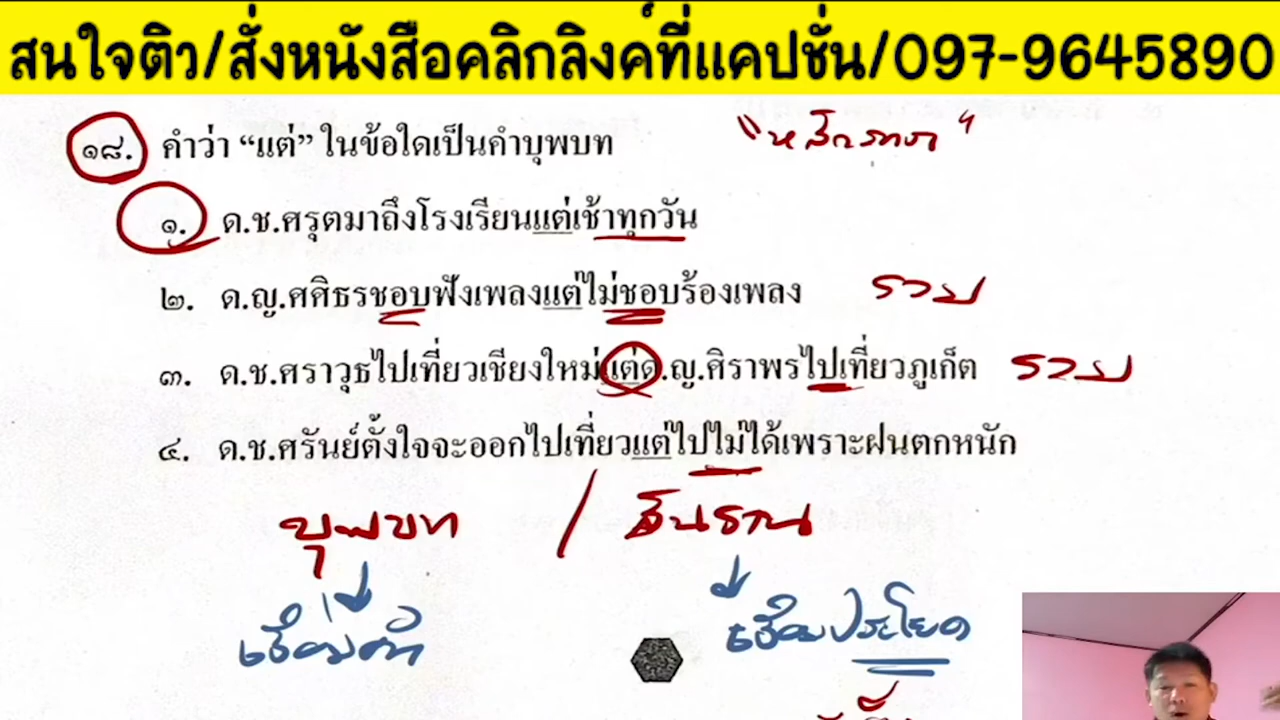 สนใจติว/สั่งหนังสือคลิกลิงค์ที่แคปชั่น/097-9645890
๑๘. คำว่า “แต่” ในข้อใดเป็นคำบุพบท
"หลักภาษา"
๑. ด.ช.ศรุตมาถึงโรงเรียนแต่เช้าทุกวัน
๒. ด.ญ.ศศิธรชอบฟังเพลงแต่ไม่ชอบร้องเพลง รวม
๓. ด.ช.ศราวุธไปเที่ยวเชียงใหม่แต่ด.ญ.ศิราพรไปเที่ยวภูเก็ต รวม
๔. ด.ช.ศรันย์ตั้งใจจะออกไปเที่ยวแต่ไปไม่ได้เพราะฝนตกหนัก
บุพบท / สันธาน
เชื่อมคำ เชื่อมประโยค